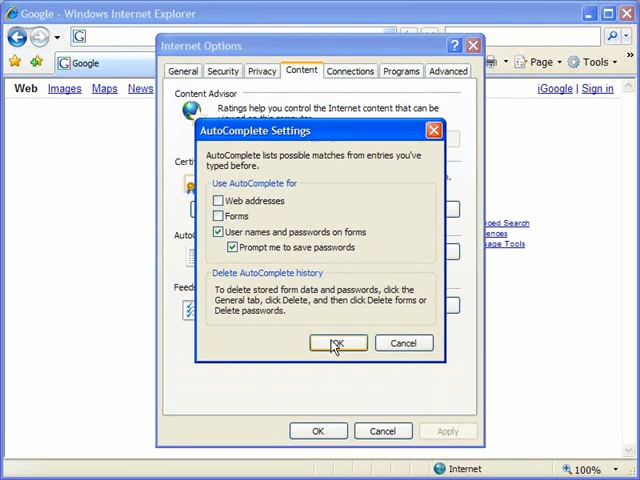 Google - Windows Internet Explorer
Internet Options
Google
Page
Tools
General Security Privacy Content Connections Programs Advanced
Web Images Maps News
iGoogle | Sign in
Content Advisor
Ratings help you control the Internet content that can be
AutoComplete Settings
AutoComplete lists possible matches from entries you've
typed before.
Use AutoComplete for
Web addresses
Forms
User names and passwords on forms
Prompt me to save passwords
Search
Tools
Delete AutoComplete history
To delete stored form data and passwords, click the
General tab, click Delete, and then click Delete forms or
Delete passwords.
OK Cancel
OK Cancel Apply
Internet
100%